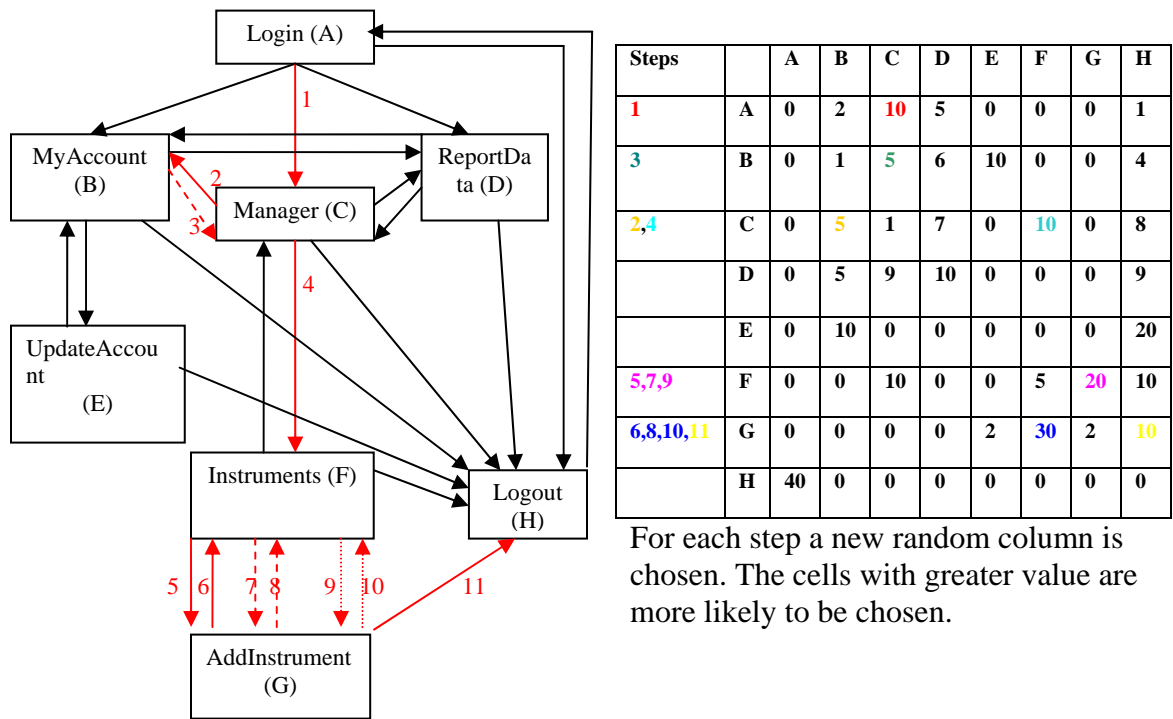 Login (A)
1
MyAccount
(B)
ReportDa
ta (D)
2
Manager (C)
3
4
UpdateAccou
nt
(E)
Instruments (F)
Logout
(H)
5 6 7 8 9 10 11
AddInstrument
(G)
Steps A B C D E F G H
1 A 0 2 10 5 0 0 0 1
3 B 0 1 5 6 10 0 0 4
2,4 C 0 5 1 7 0 10 0 8
D 0 5 9 10 0 0 0 9
E 0 10 0 0 0 0 0 20
5,7,9 F 0 0 10 0 0 5 20 10
6,8,10,11 G 0 0 0 0 2 30 2 10
H 40 0 0 0 0 0 0 0
For each step a new random column is
chosen. The cells with greater value are
more likely to be chosen.